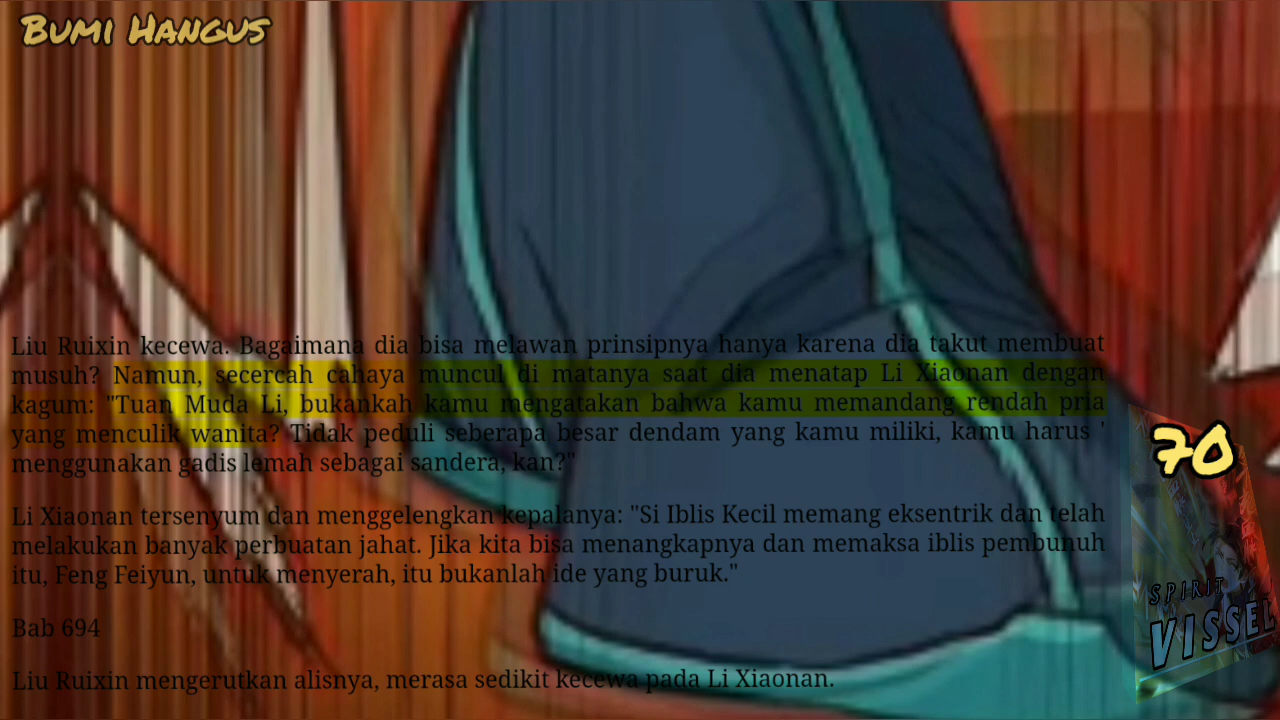 Bumi Hangus
Liu Ruixin kecewa. Bagaimana dia bisa melawan prinsipnya hanya karena dia takut membuat
musuh? Namun, secercah cahaya muncul di matanya saat dia menatap Li Xiaonan dengan
kagum: "Tuan Muda Li, bukankah kamu mengatakan bahwa kamu memandang rendah pria
yang menculik wanita? Tidak peduli seberapa besar dendam yang kamu miliki, kamu harus '
menggunakan gadis lemah sebagai sandera, kan?"
Li Xiaonan tersenyum dan menggelengkan kepalanya: "Si Iblis Kecil memang eksentrik dan telah
melakukan banyak perbuatan jahat. Jika kita bisa menangkapnya dan memaksa iblis pembunuh
itu, Feng Feiyun, untuk menyerah, itu bukanlah ide yang buruk."
Bab 694
Liu Ruixin mengerutkan alisnya, merasa sedikit kecewa pada Li Xiaonan.
70
SPIRIT
VISSEL